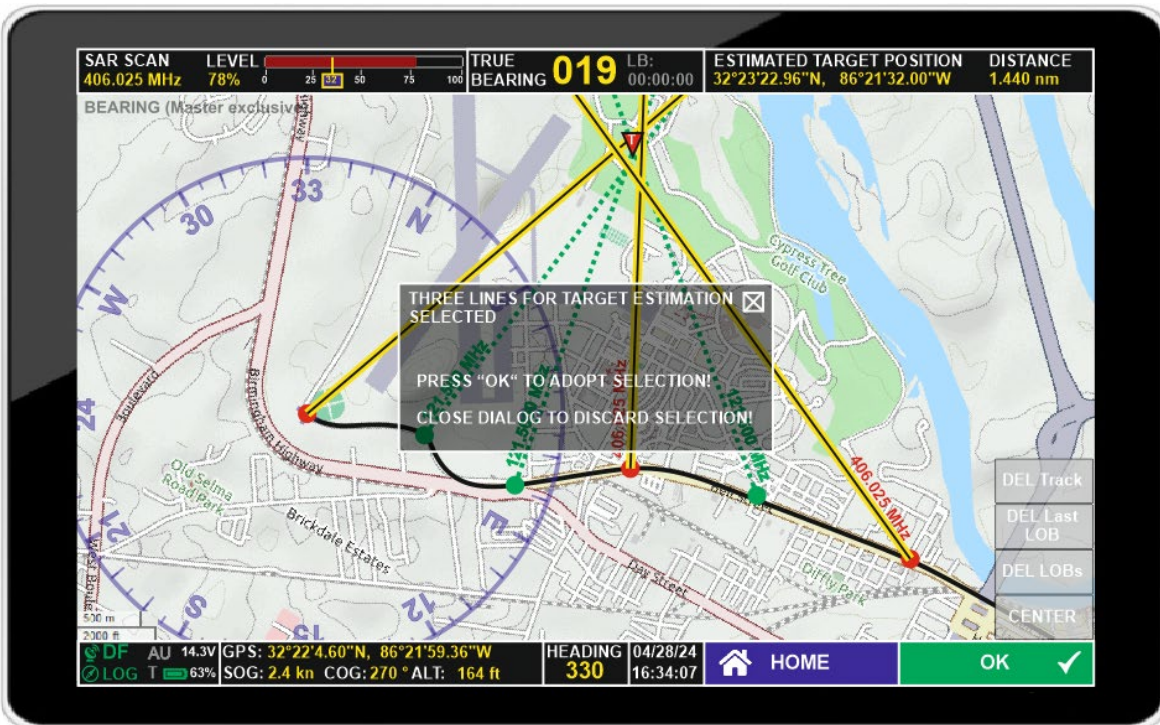 SAR SCAN
406.025 MHz
LEVEL
78%
0 25 32 50 75 100
TRUE
BEARING
019
LB:
00:00:00
ESTIMATED TARGET POSITION
32°23'22.96"N, 86°21'32.00"W
DISTANCE
1.440 nm
BEARING (Master exclusive)
33
30
N
W
24
21
S
15
12
E
T
Cypress Tree
Golf Club
THREE LINES FOR TARGET ESTIMATION
SELECTED
PRESS “OK“ TO ADOPT SELECTION!
CLOSE DIALOG TO DISCARD SELECTION!
406.025 MHz
Boulevard
Birmingham Highway
Old Selma
Road Park
Brickdale Estates
Day Street
Diffly Park
DEL Track
DEL Last
LOB
DEL LOBs
CENTER
500 m
2000 ft
DF
AU 14.3V
LOG
T 63%
GPS: 32°22'4.60"N, 86°21'59.36"W
SOG: 2.4 kn COG: 270 ° ALT: 164 ft
HEADING
330
04/28/24
16:34:07
HOME
OK